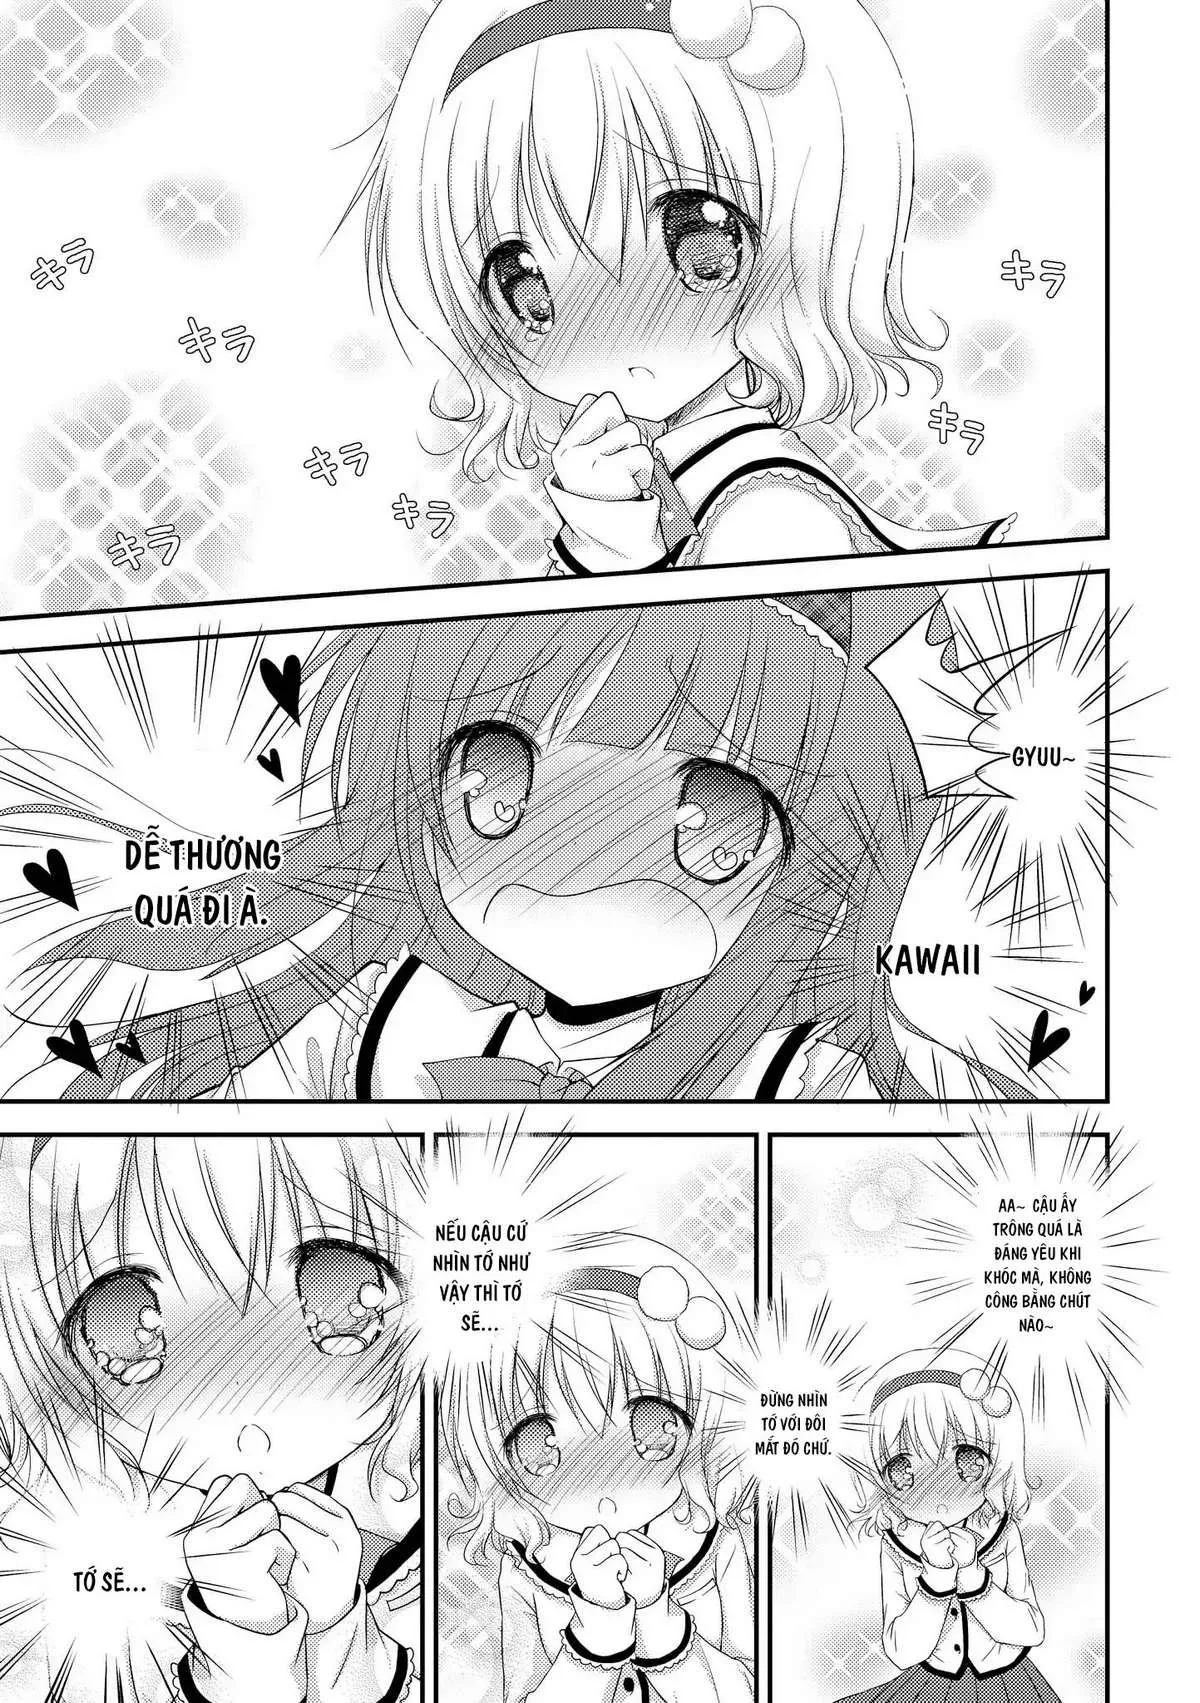 キラ
キラ
キラ
キラ
キラ
キラ
キラ
GYUU~
KAWAII
DỄ THƯƠNG
QUÁ ĐI À.
AA~ CẬU ẤY
TRÔNG QUÁ LÀ
ĐÁNG YÊU KHI
KHÓC MÀ, KHÔNG
CÔNG BẰNG CHÚT
NÀO~
ĐỪNG NHÌN
TỚ VỚI ĐÔI
MẮT ĐÓ CHỨ.
NẾU CẬU CỨ
NHÌN TỚ NHƯ
VẬY THÌ TỚ
SẼ...
TỚ SẼ...